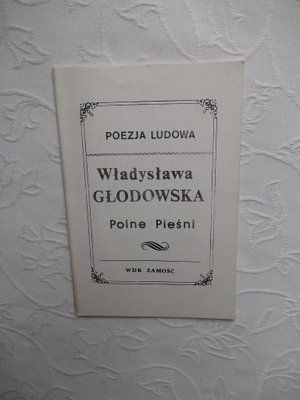 POEZJA LUDOWA
Władysława
GŁODOWSKA
Polne Pieśni
WDK ZAMOŚĆ